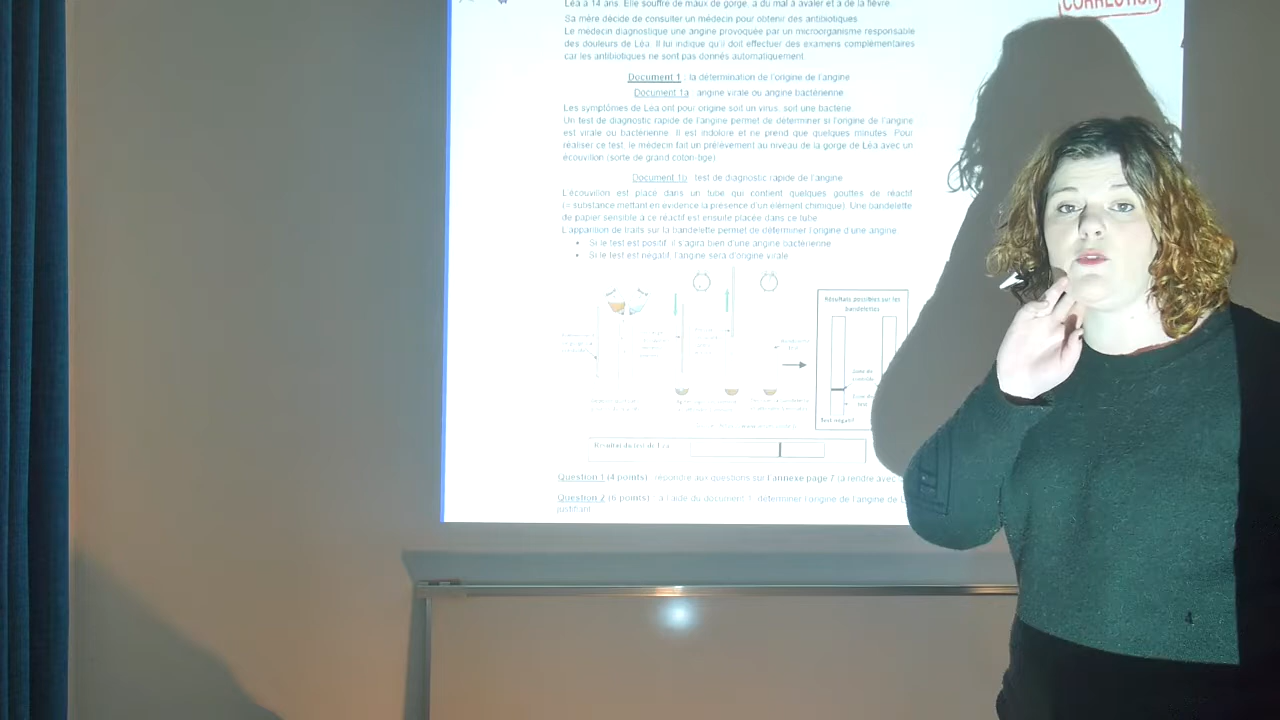 Léa a 14 ans. Elle souffre de maux de gorge, a du mal à avaler et a de la fièvre.
CORRECTION
Sa mère décide de consulter un médecin pour obtenir des antibiotiques.
Le médecin diagnostique une angine provoquée par un microorganisme responsable
des douleurs de Léa. Il lui indique qu'il doit effectuer des examens complémentaires
car les antibiotiques ne sont pas donnés automatiquement.
Document 1 : la détermination de l'origine de l'angine
Document 1a : angine virale ou angine bactérienne
Les symptômes de Léa ont pour origine soit un virus, soit une bactérie.
Un test de diagnostic rapide de l'angine permet de déterminer si l'origine de l'angine
est virale ou bactérienne. Il est indolore et ne prend que quelques minutes. Pour
réaliser ce test, le médecin fait un prélèvement au niveau de la gorge de Léa avec un
écouvillon (sorte de grand coton-tige).
Document 1b : test de diagnostic rapide de l'angine
L'écouvillon est placé dans un tube qui contient quelques gouttes de réactif
(= substance mettant en évidence la présence d'un élément chimique). Une bandelette
de papier sensible à ce réactif est ensuite placée dans ce tube.
L'apparition de traits sur la bandelette permet de déterminer l'origine d'une angine.
• Si le test est positif, il s'agira bien d'une angine bactérienne
• Si le test est négatif, l'angine sera d'origine virale
Résultats possibles sur les
bandelettes
Zone de
contrôle
Zone de
test
Test négatif
Résultat du test de Léa
Question 1 (4 points) : répondre aux questions sur l'annexe page 7 (à rendre avec
Question 2 (6 points) : à l'aide du document 1, déterminer l'origine de l'angine de L
justifiant.